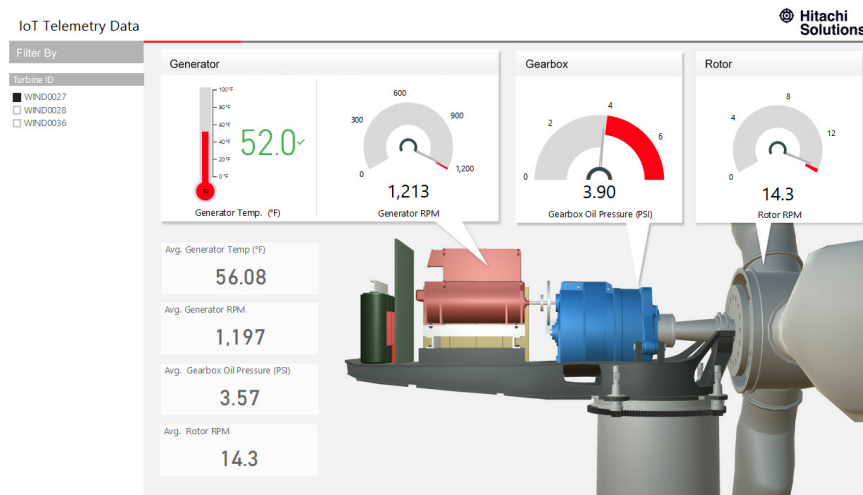 IoT Telemetry Data
Hitachi
Solutions
Filter By
Turbine ID
WIND0027
WIND0028
WIND0036
Generator
100°F
80°F
60°F
40°F
20°F
0 °F
52.0
Generator Temp. (°F)
0
300
600
900
1,200
1,213
Generator RPM
Gearbox
0
2
4
6
3.90
Gearbox Oil Pressure (PSI)
Rotor
0
4
8
12
14.3
Rotor RPM
Avg. Generator Temp (°F)
56.08
Avg. Generator RPM
1,197
Avg. Gearbox Oil Pressure (PSI)
3.57
Avg. Rotor RPM
14.3